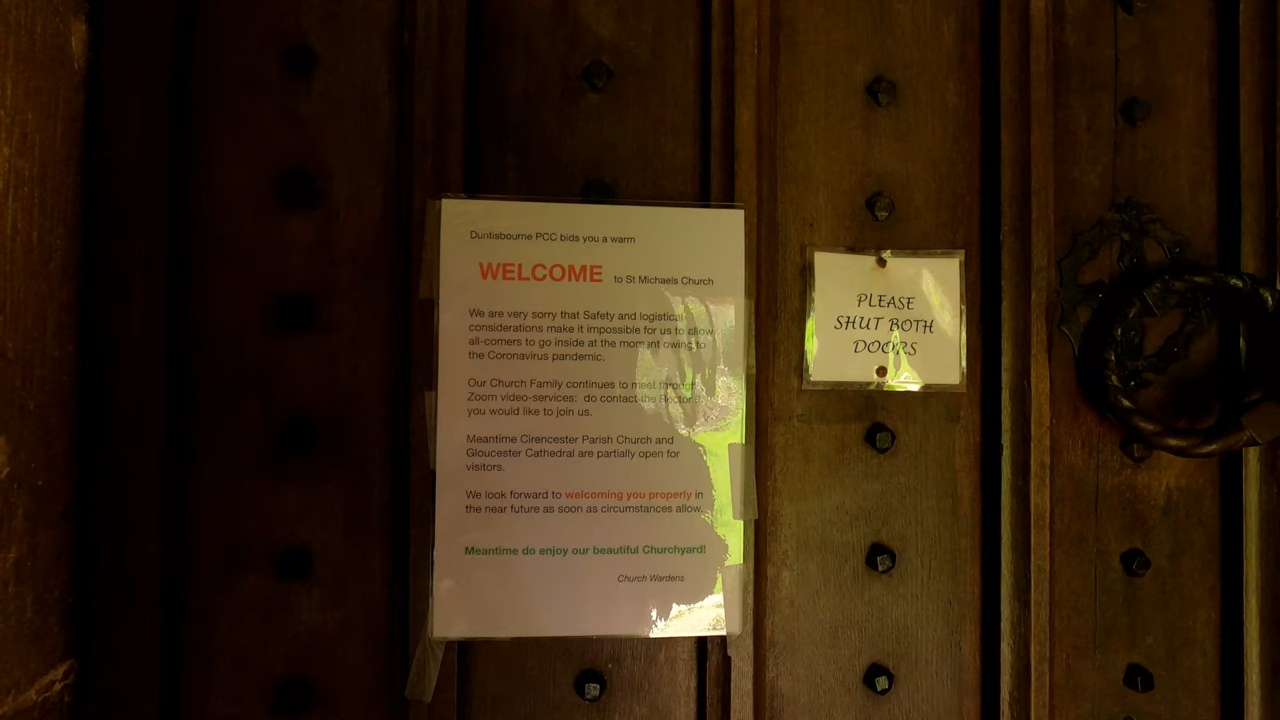 Duntisbourne PCC bids you a warm
WELCOME to St Michaels Church
We are very sorry that Safety and logistical
considerations make it impossible for us to allow
all-comers to go inside at the moment owing to
the Coronavirus pandemic.
Our Church Family continues to meet through
Zoom video-services: do contact the Rector if
you would like to join us.
Meantime Cirencester Parish Church and
Gloucester Cathedral are partially open for
visitors.
We look forward to welcoming you properly in
the near future as soon as circumstances allow.
Meantime do enjoy our beautiful Churchyard!
Church Wardens
PLEASE
SHUT BOTH
DOORS